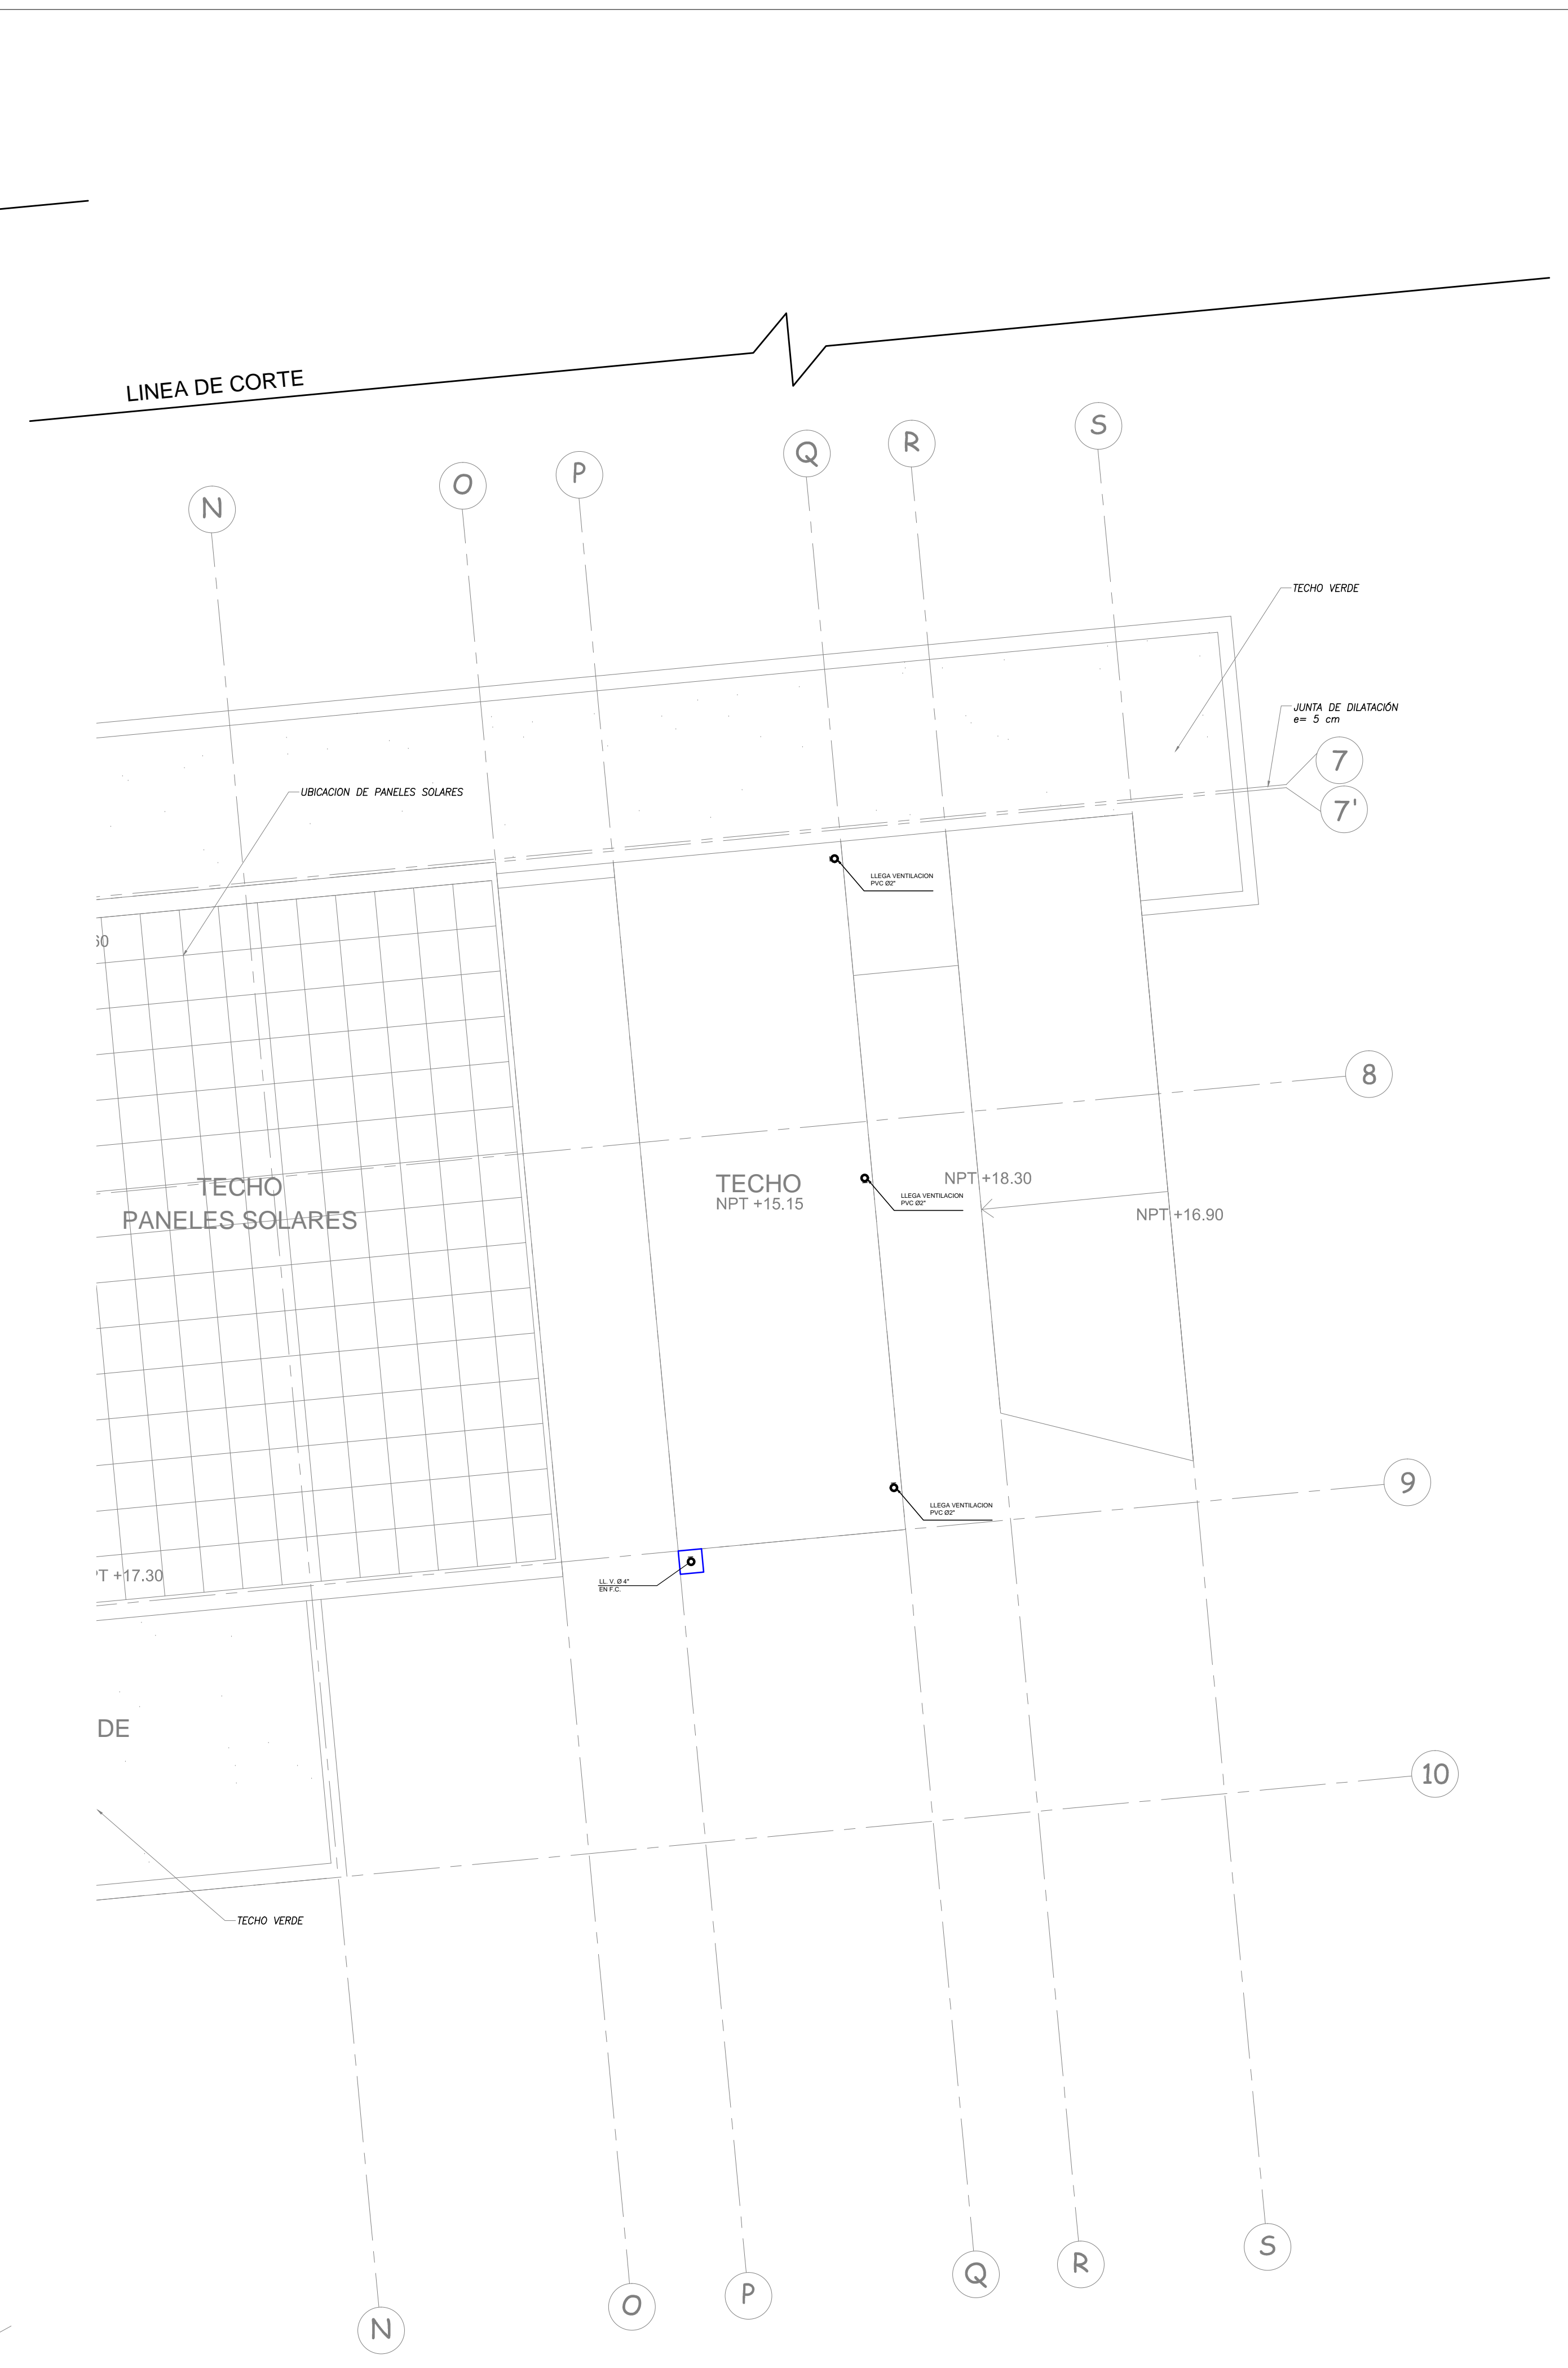 LINEA DE CORTE
S
R
Q
P
O
N
TECHO VERDE
JUNTA DE DILATACIÓN
e= 5 cm
7
7'
UBICACION DE PANELES SOLARES
LLEGA VENTILACION
PVC Ø2"
60
8
TECHO
PANELES SOLARES
TECHO
NPT +15.15
NPT +18.30
LLEGA VENTILACION
PVC Ø2"
NPT +16.90
9
LLEGA VENTILACION
PVC Ø2"
PT +17.30
LL. V. Ø 4"
EN F.C.
DE
10
TECHO VERDE
S
R
Q
P
O
N